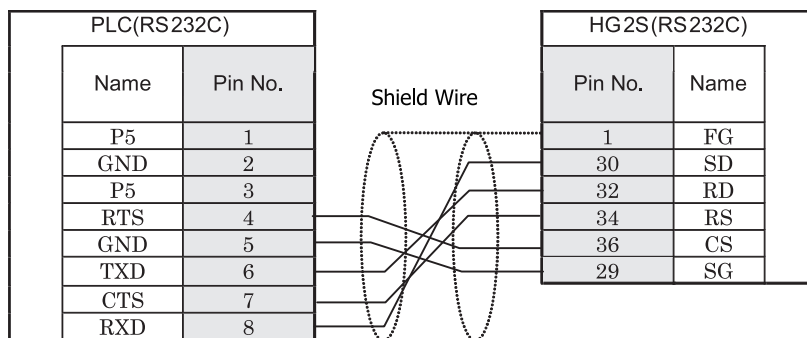 PLC(RS232C)
Name Pin No.
P5 1
GND 2
P5 3
RTS 4
GND 5
TXD 6
CTS 7
RXD 8
Shield Wire
HG2S(RS232C)
Pin No. Name
1 FG
30 SD
32 RD
34 RS
36 CS
29 SG